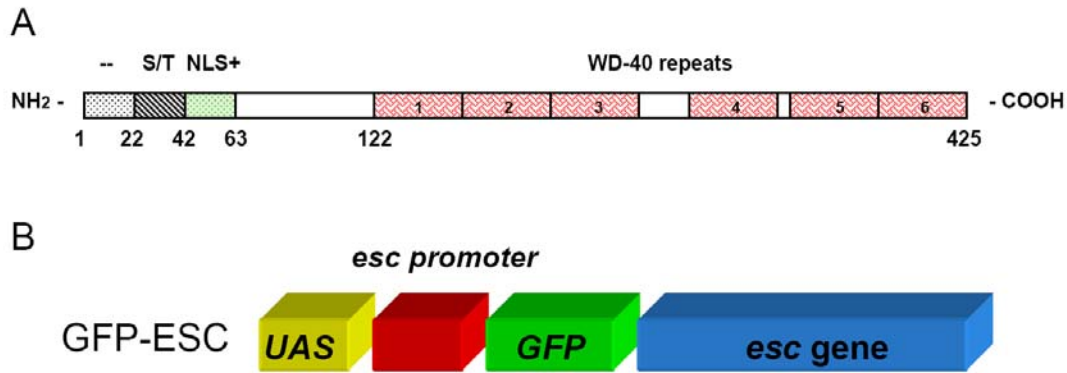 A
-- S/T NLS+ WD-40 repeats
NH2 - 1 2 3 4 5 6 - COOH
1 22 42 63 122 425
B
esc promoter
GFP-ESC UAS GFP esc gene